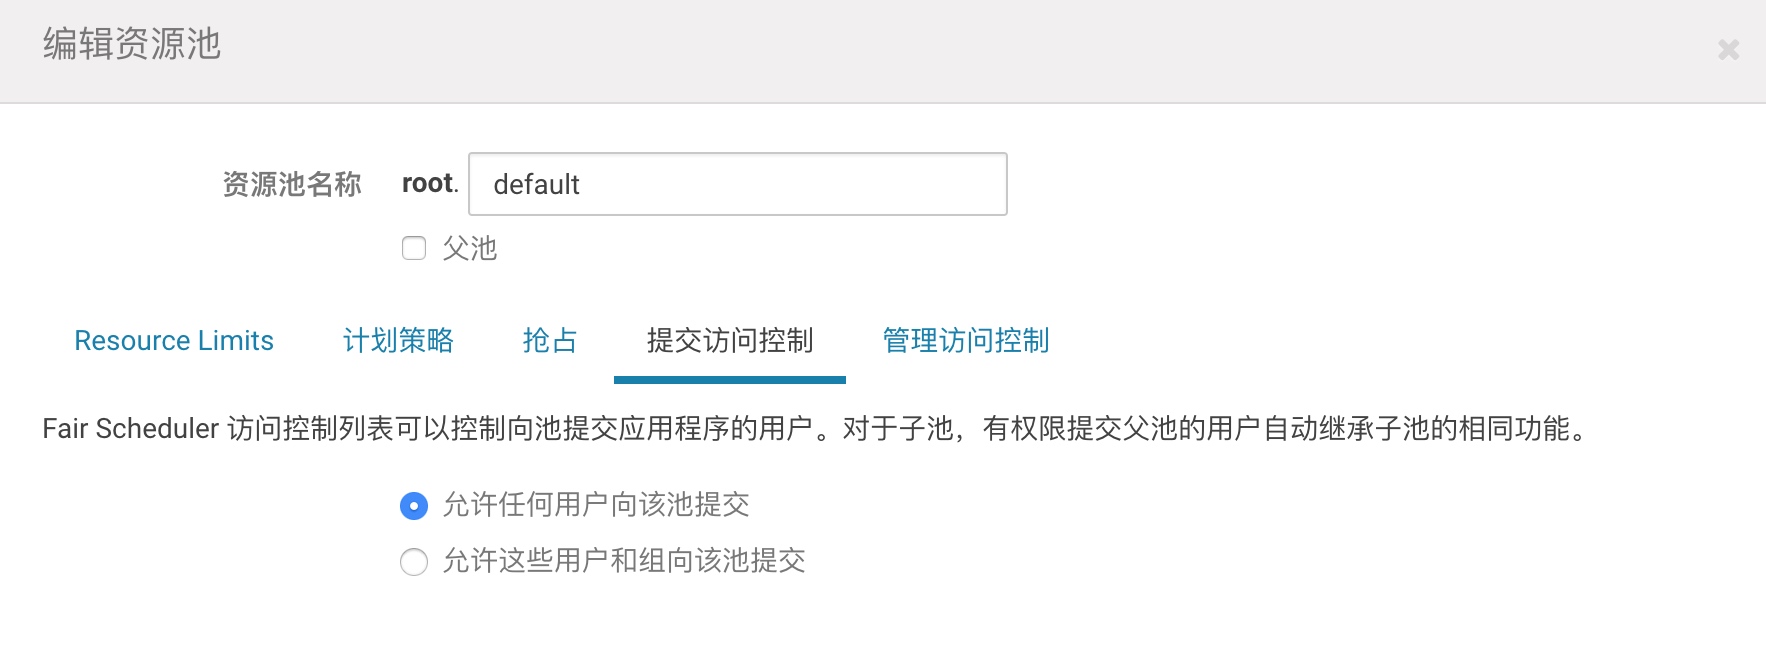 编辑资源池
资源池名称 root. default
父池
Resource Limits 计划策略 抢占 提交访问控制 管理访问控制
Fair Scheduler 访问控制列表可以控制向池提交应用程序的用户。对于子池，有权限提交父池的用户自动继承子池的相同功能。
允许任何用户向该池提交
允许这些用户和组向该池提交